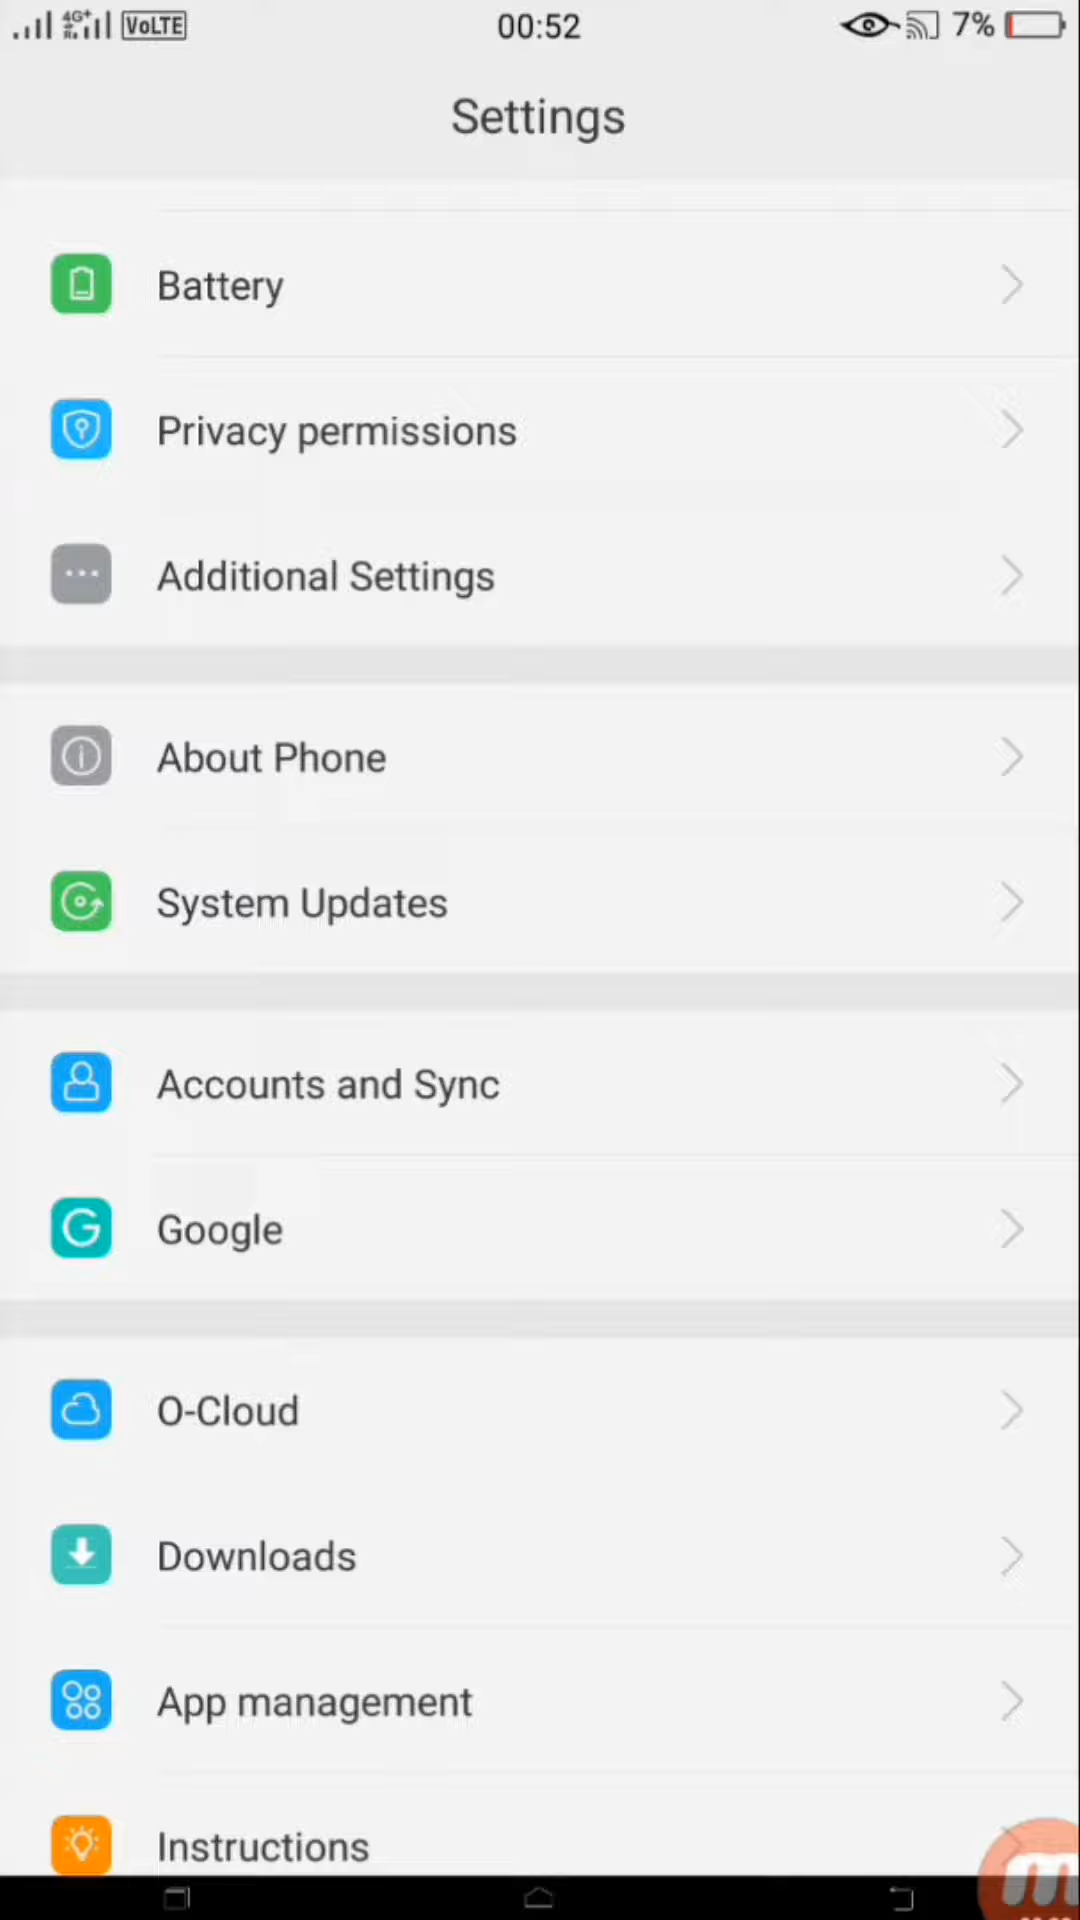 4G+ VoLTE 00:52 7%
Settings
Battery
Privacy permissions
Additional Settings
About Phone
System Updates
Accounts and Sync
Google
O-Cloud
Downloads
App management
Instructions